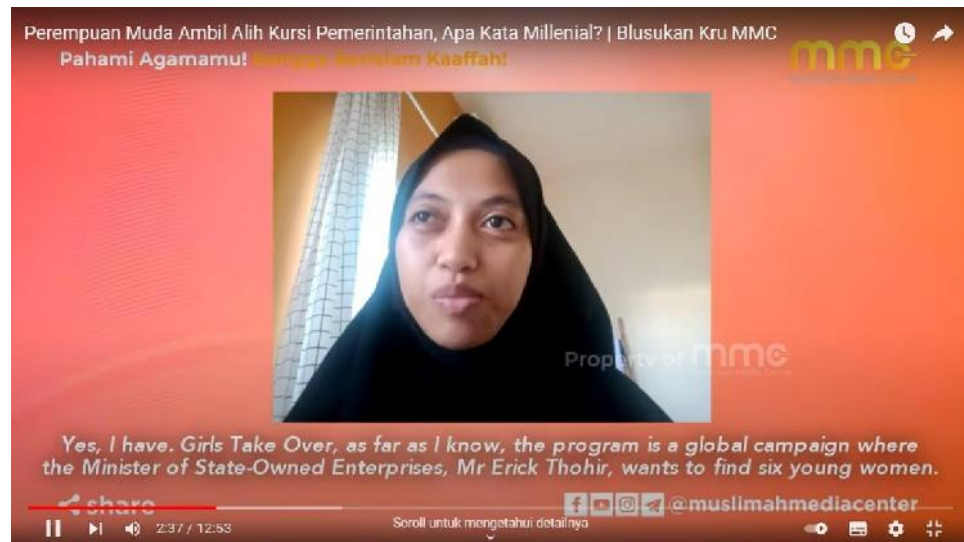 Perempuan Muda Ambil Alih Kursi Pemerintahan, Apa Kata Millenial? | Blusukan Kru MMC
Pahami Agamamu! Bangga Berislam Kaaffah!
mmc
Property of mmc
Yes, I have. Girls Take Over, as far as I know, the program is a global campaign where
the Minister of State-Owned Enterprises, Mr Erick Thohir, wants to find six young women.
share
@muslimahmediacenter
2:37 / 12:53
Scroll untuk mengetahui detailnya